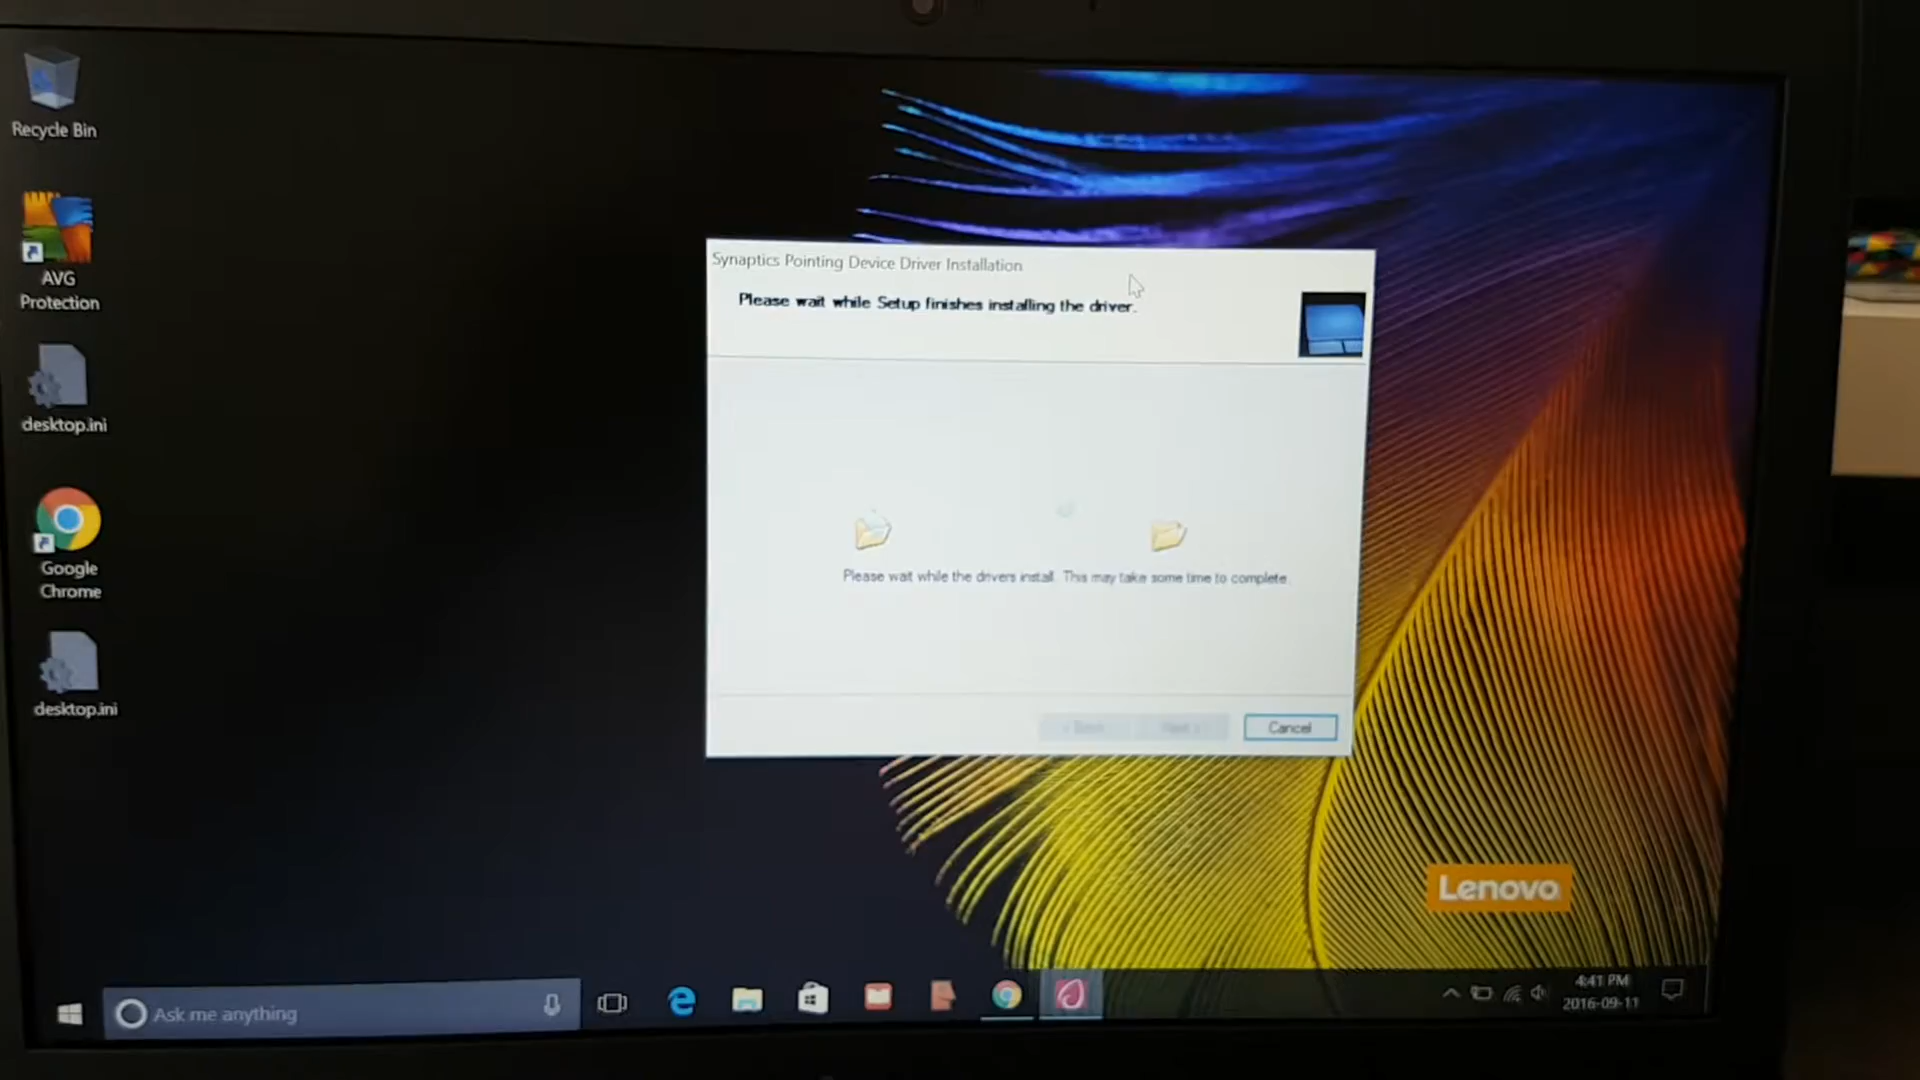 Recycle Bin
AVG
Protection
desktop.ini
Google
Chrome
desktop.ini
Synaptics Pointing Device Driver Installation
Please wait while Setup finishes installing the driver.
Please wait while the drivers install. This may take some time to complete.
< Back
Next >
Cancel
Lenovo
Ask me anything
4:41 PM
2016-09-11